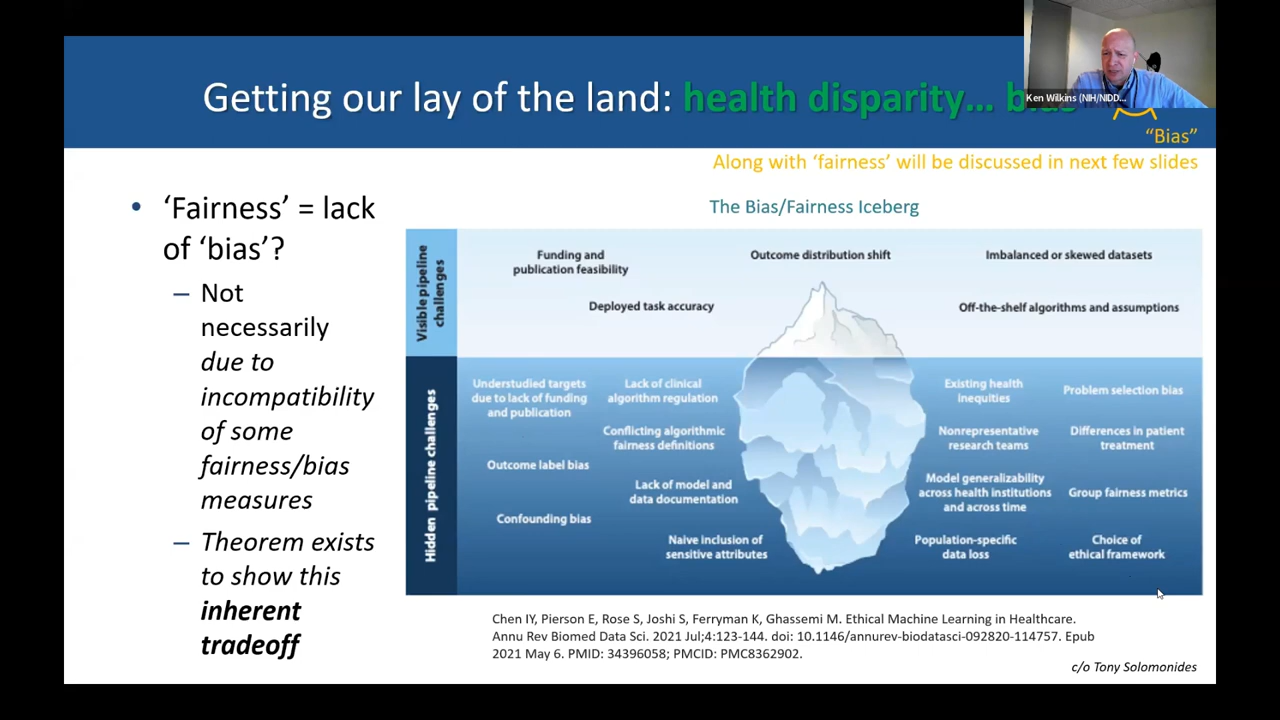 Getting our lay of the land: health disparity...
Ken Wilkins (NIH/NIDD...
"Bias"
Along with 'fairness' will be discussed in next few slides
• 'Fairness' = lack
of 'bias'?
– Not
necessarily
due to
incompatibility
of some
fairness/bias
measures
– Theorem exists
to show this
inherent
tradeoff
The Bias/Fairness Iceberg
Visible pipeline
challenges
Funding and
publication feasibility
Outcome distribution shift
Imbalanced or skewed datasets
Deployed task accuracy
Off-the-shelf algorithms and assumptions
Hidden pipeline challenges
Understudied targets
due to lack of funding
and publication
Lack of clinical
algorithm regulation
Existing health
inequities
Problem selection bias
Conflicting algorithmic
fairness definitions
Nonrepresentative
research teams
Differences in patient
treatment
Outcome label bias
Lack of model and
data documentation
Model generalizability
across health institutions
and across time
Group fairness metrics
Confounding bias
Naive inclusion of
sensitive attributes
Population-specific
data loss
Choice of
ethical framework
Chen IY, Pierson E, Rose S, Joshi S, Ferryman K, Ghassemi M. Ethical Machine Learning in Healthcare.
Annu Rev Biomed Data Sci. 2021 Jul;4:123-144. doi: 10.1146/annurev-biodatasci-092820-114757. Epub
2021 May 6. PMID: 34396058; PMCID: PMC8362902.
c/o Tony Solomonides